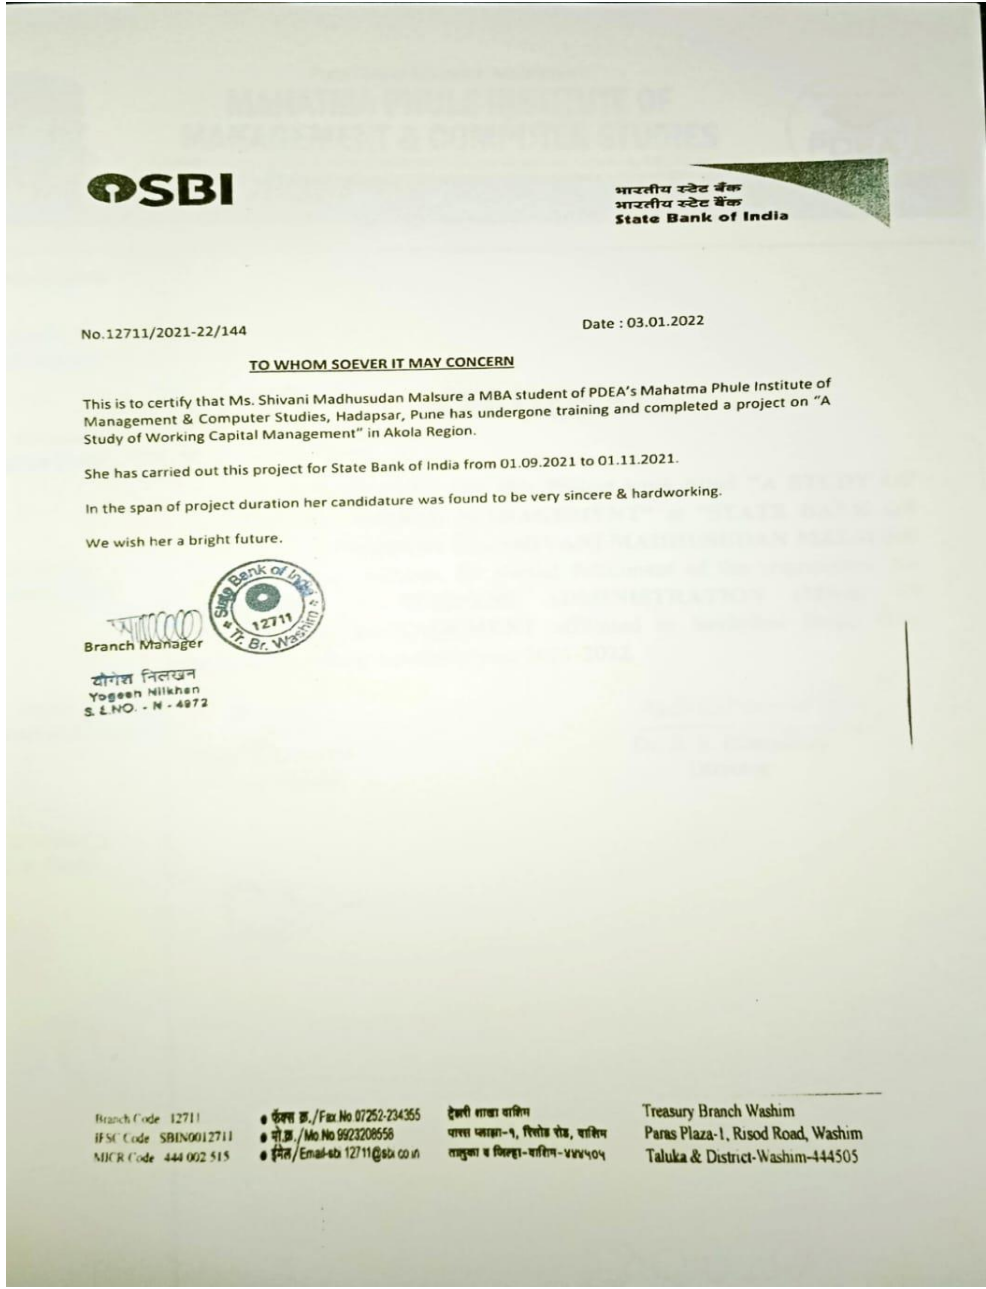 SBI
भारतीय स्टेट बँक
भारतीय स्टेट बैंक
State Bank of India
No.12711/2021-22/144
Date : 03.01.2022
TO WHOM SOEVER IT MAY CONCERN
This is to certify that Ms. Shivani Madhusudan Malsure a MBA student of PDEA's Mahatma Phule Institute of
Management & Computer Studies, Hadapsar, Pune has undergone training and completed a project on "A
Study of Working Capital Management" in Akola Region.
She has carried out this project for State Bank of India from 01.09.2021 to 01.11.2021.
In the span of project duration her candidature was found to be very sincere & hardworking.
We wish her a bright future.
State Bank of India
12711
Tr. Br. Washim
Branch Manager
योगेश निलखन
Yogesh Nilkhan
S. S. NO. - N - 4972
Branch Code 12711
IFSC Code SBIN0012711
MICR Code 444 002 515
फॅक्स क्र./Fax No 07252-234355
मो.क्र./Mo.No 9923208556
ईमेल/Email-sbi 12711@sbi.co.in
ट्रेझरी शाखा वाशिम
पारस प्लाझा-१, रिसोड रोड, वाशिम
तालुका व जिल्हा-वाशिम-४४४५०५
Treasury Branch Washim
Paras Plaza-1, Risod Road, Washim
Taluka & District-Washim-444505